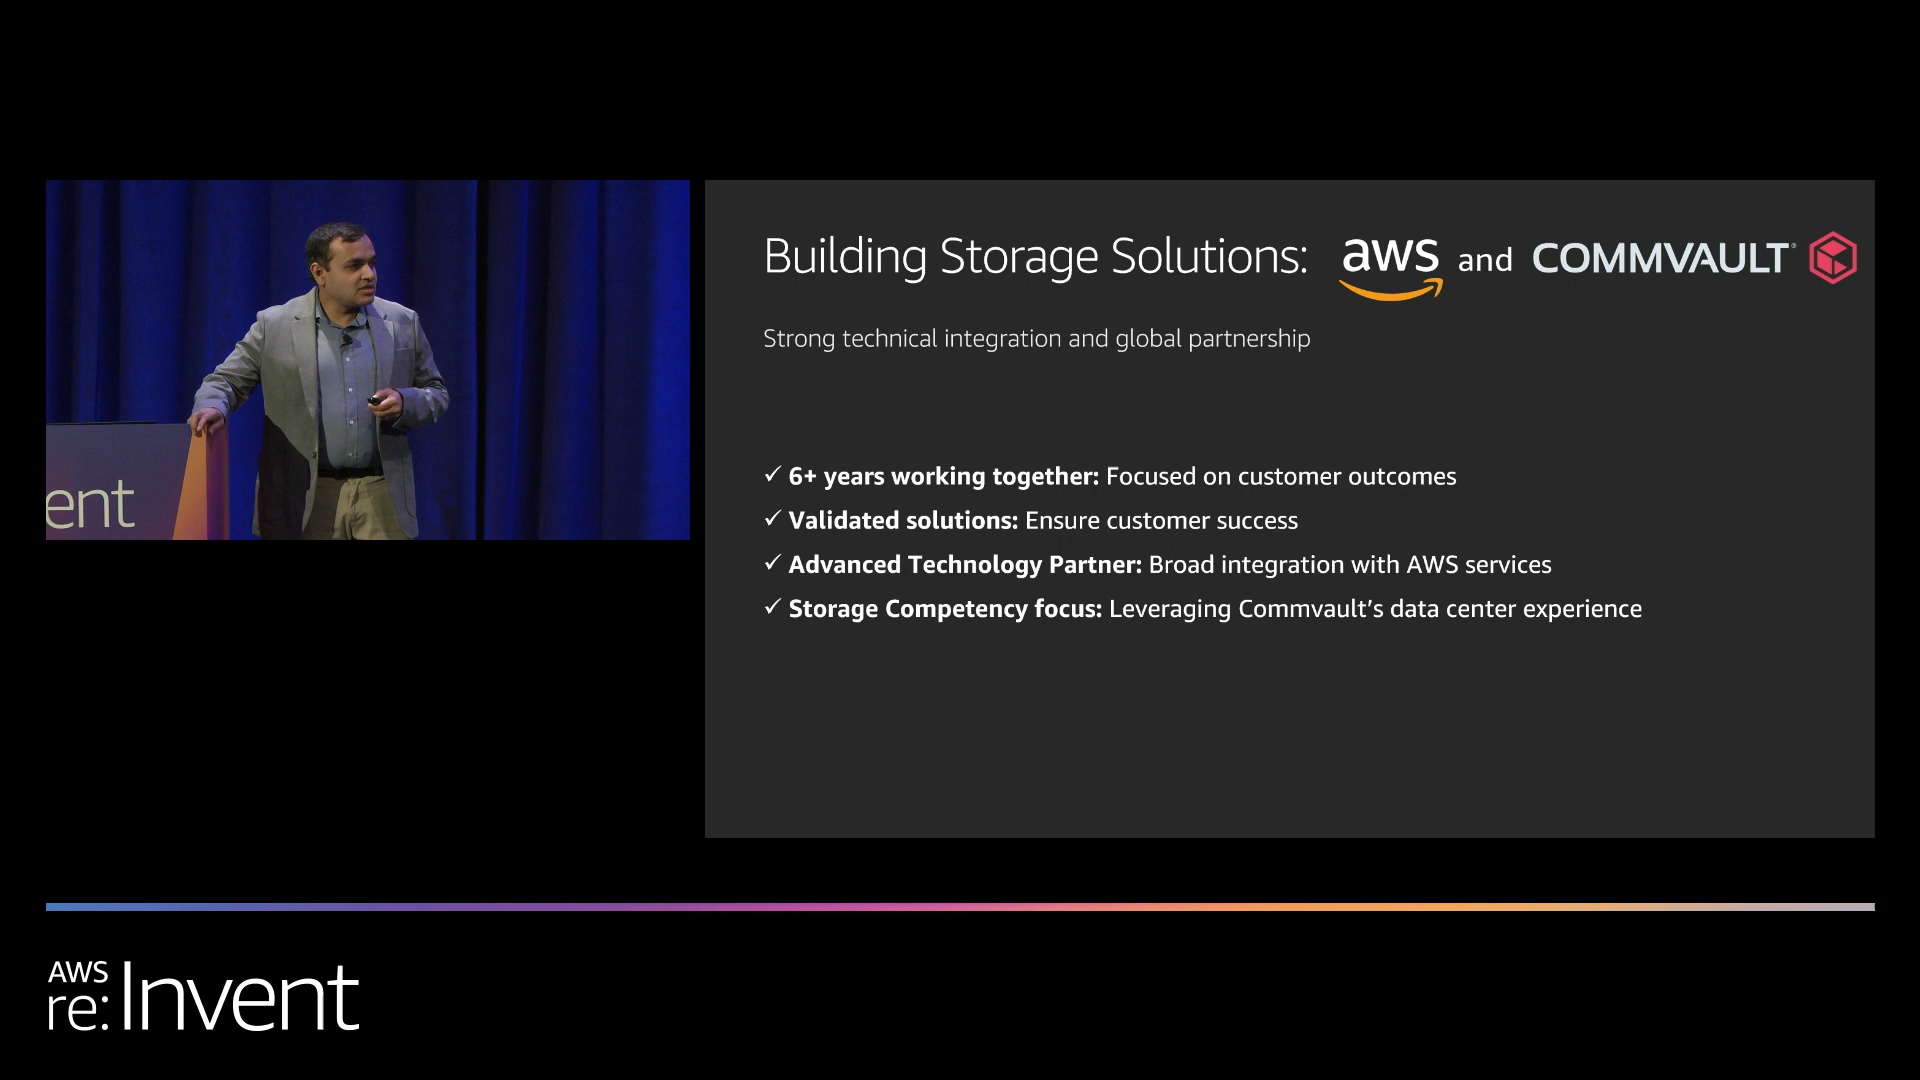 Building Storage Solutions: aws and COMMVAULT
Strong technical integration and global partnership
✓ 6+ years working together: Focused on customer outcomes
✓ Validated solutions: Ensure customer success
✓ Advanced Technology Partner: Broad integration with AWS services
✓ Storage Competency focus: Leveraging Commvault's data center experience
ent
AWS
re:Invent